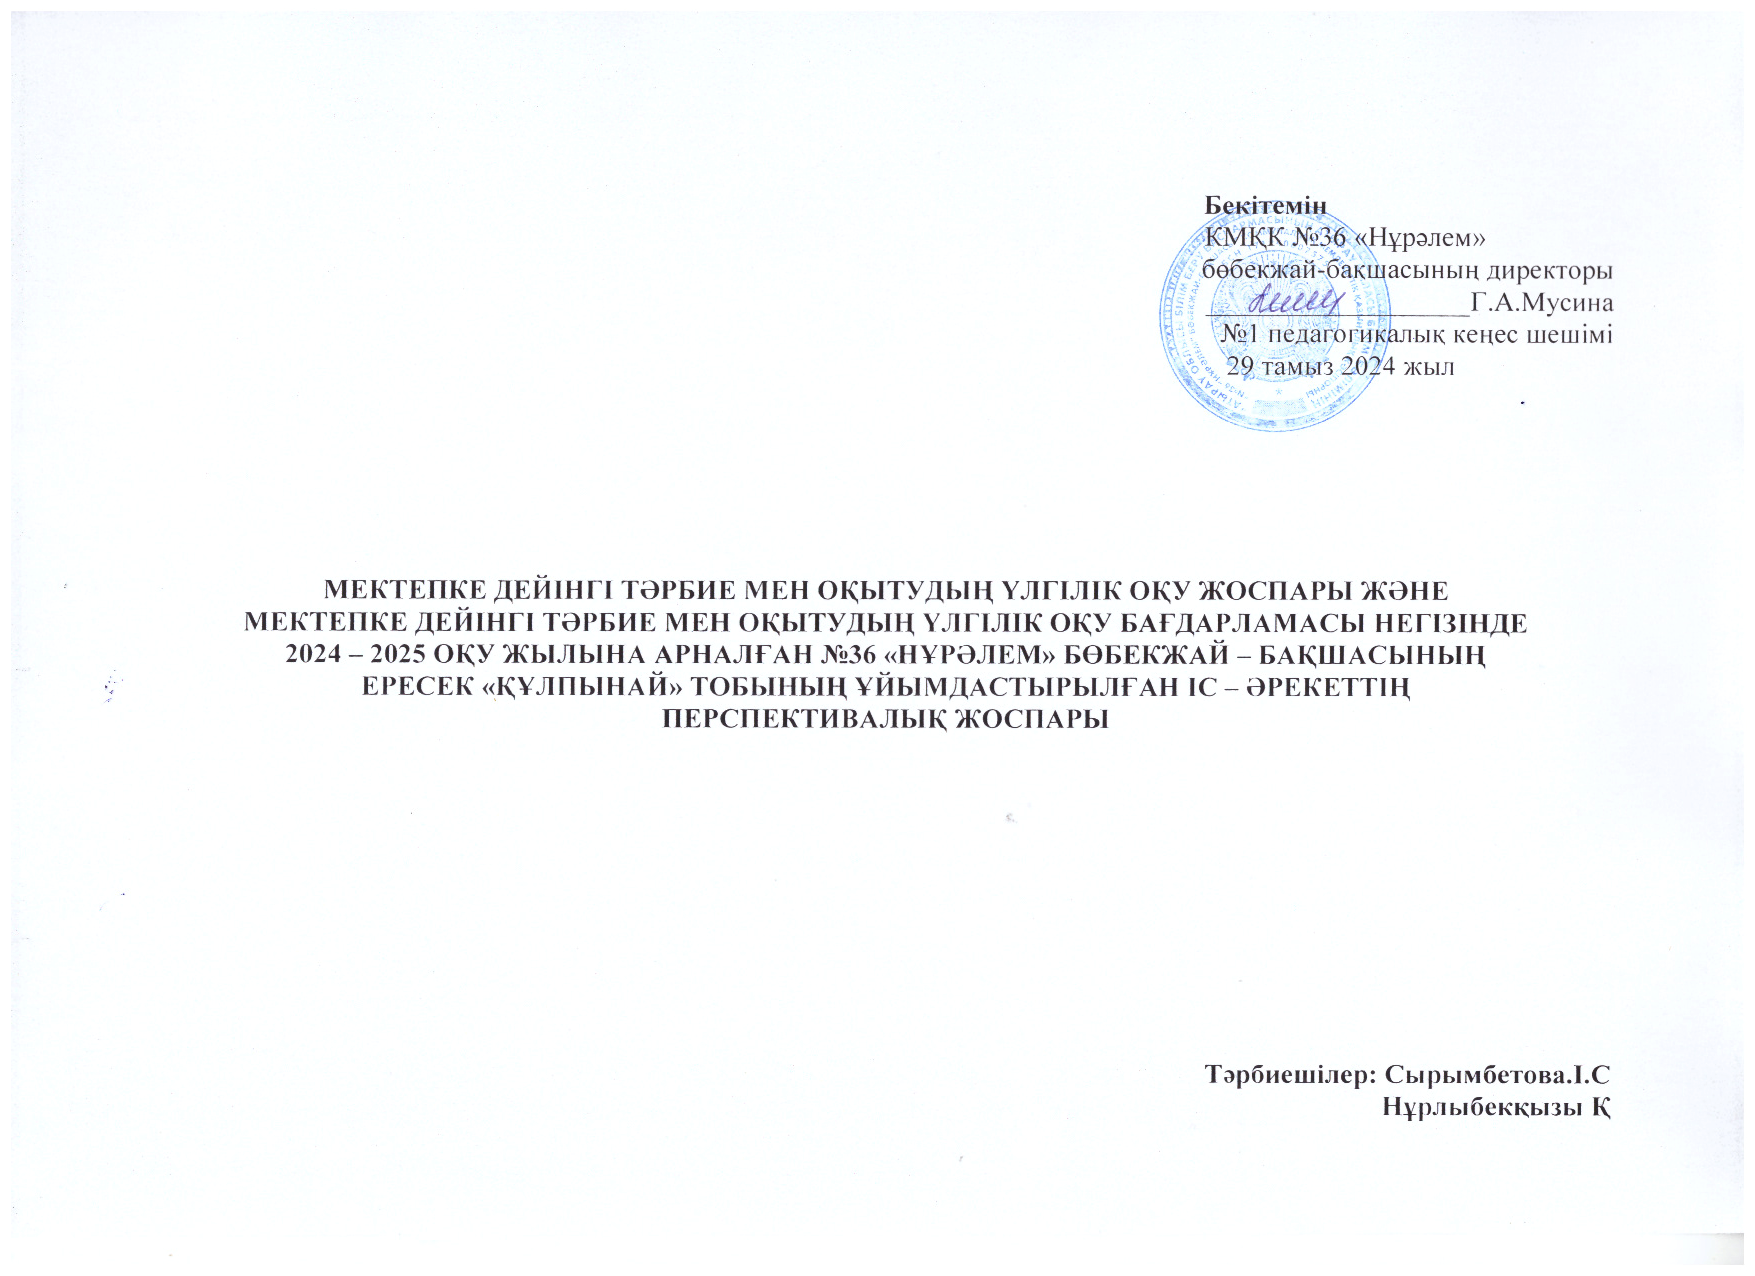 Бекітемін
КМҚК №36 «Нұрәлем»
бөбекжай-бақшасының директоры
___________________Г.А.Мусина
№1 педагогикалық кеңес шешімі
29 тамыз 2024 жыл
МЕКТЕПКЕ ДЕЙІНГІ ТӘРБИЕ МЕН ОҚЫТУДЫҢ ҮЛГІЛІК ОҚУ ЖОСПАРЫ ЖӘНЕ
МЕКТЕПКЕ ДЕЙІНГІ ТӘРБИЕ МЕН ОҚЫТУДЫҢ ҮЛГІЛІК ОҚУ БАҒДАРЛАМАСЫ НЕГІЗІНДЕ
2024 – 2025 ОҚУ ЖЫЛЫНА АРНАЛҒАН №36 «НҰРӘЛЕМ» БӨБЕКЖАЙ – БАҚШАСЫНЫҢ
ЕРЕСЕК «ҚҰЛПЫНАЙ» ТОБЫНЫҢ ҰЙЫМДАСТЫРЫЛҒАН ІС – ӘРЕКЕТТІҢ
ПЕРСПЕКТИВАЛЫҚ ЖОСПАРЫ
Тәрбиешілер: Сырымбетова.І.С
Нұрлыбекқызы Қ